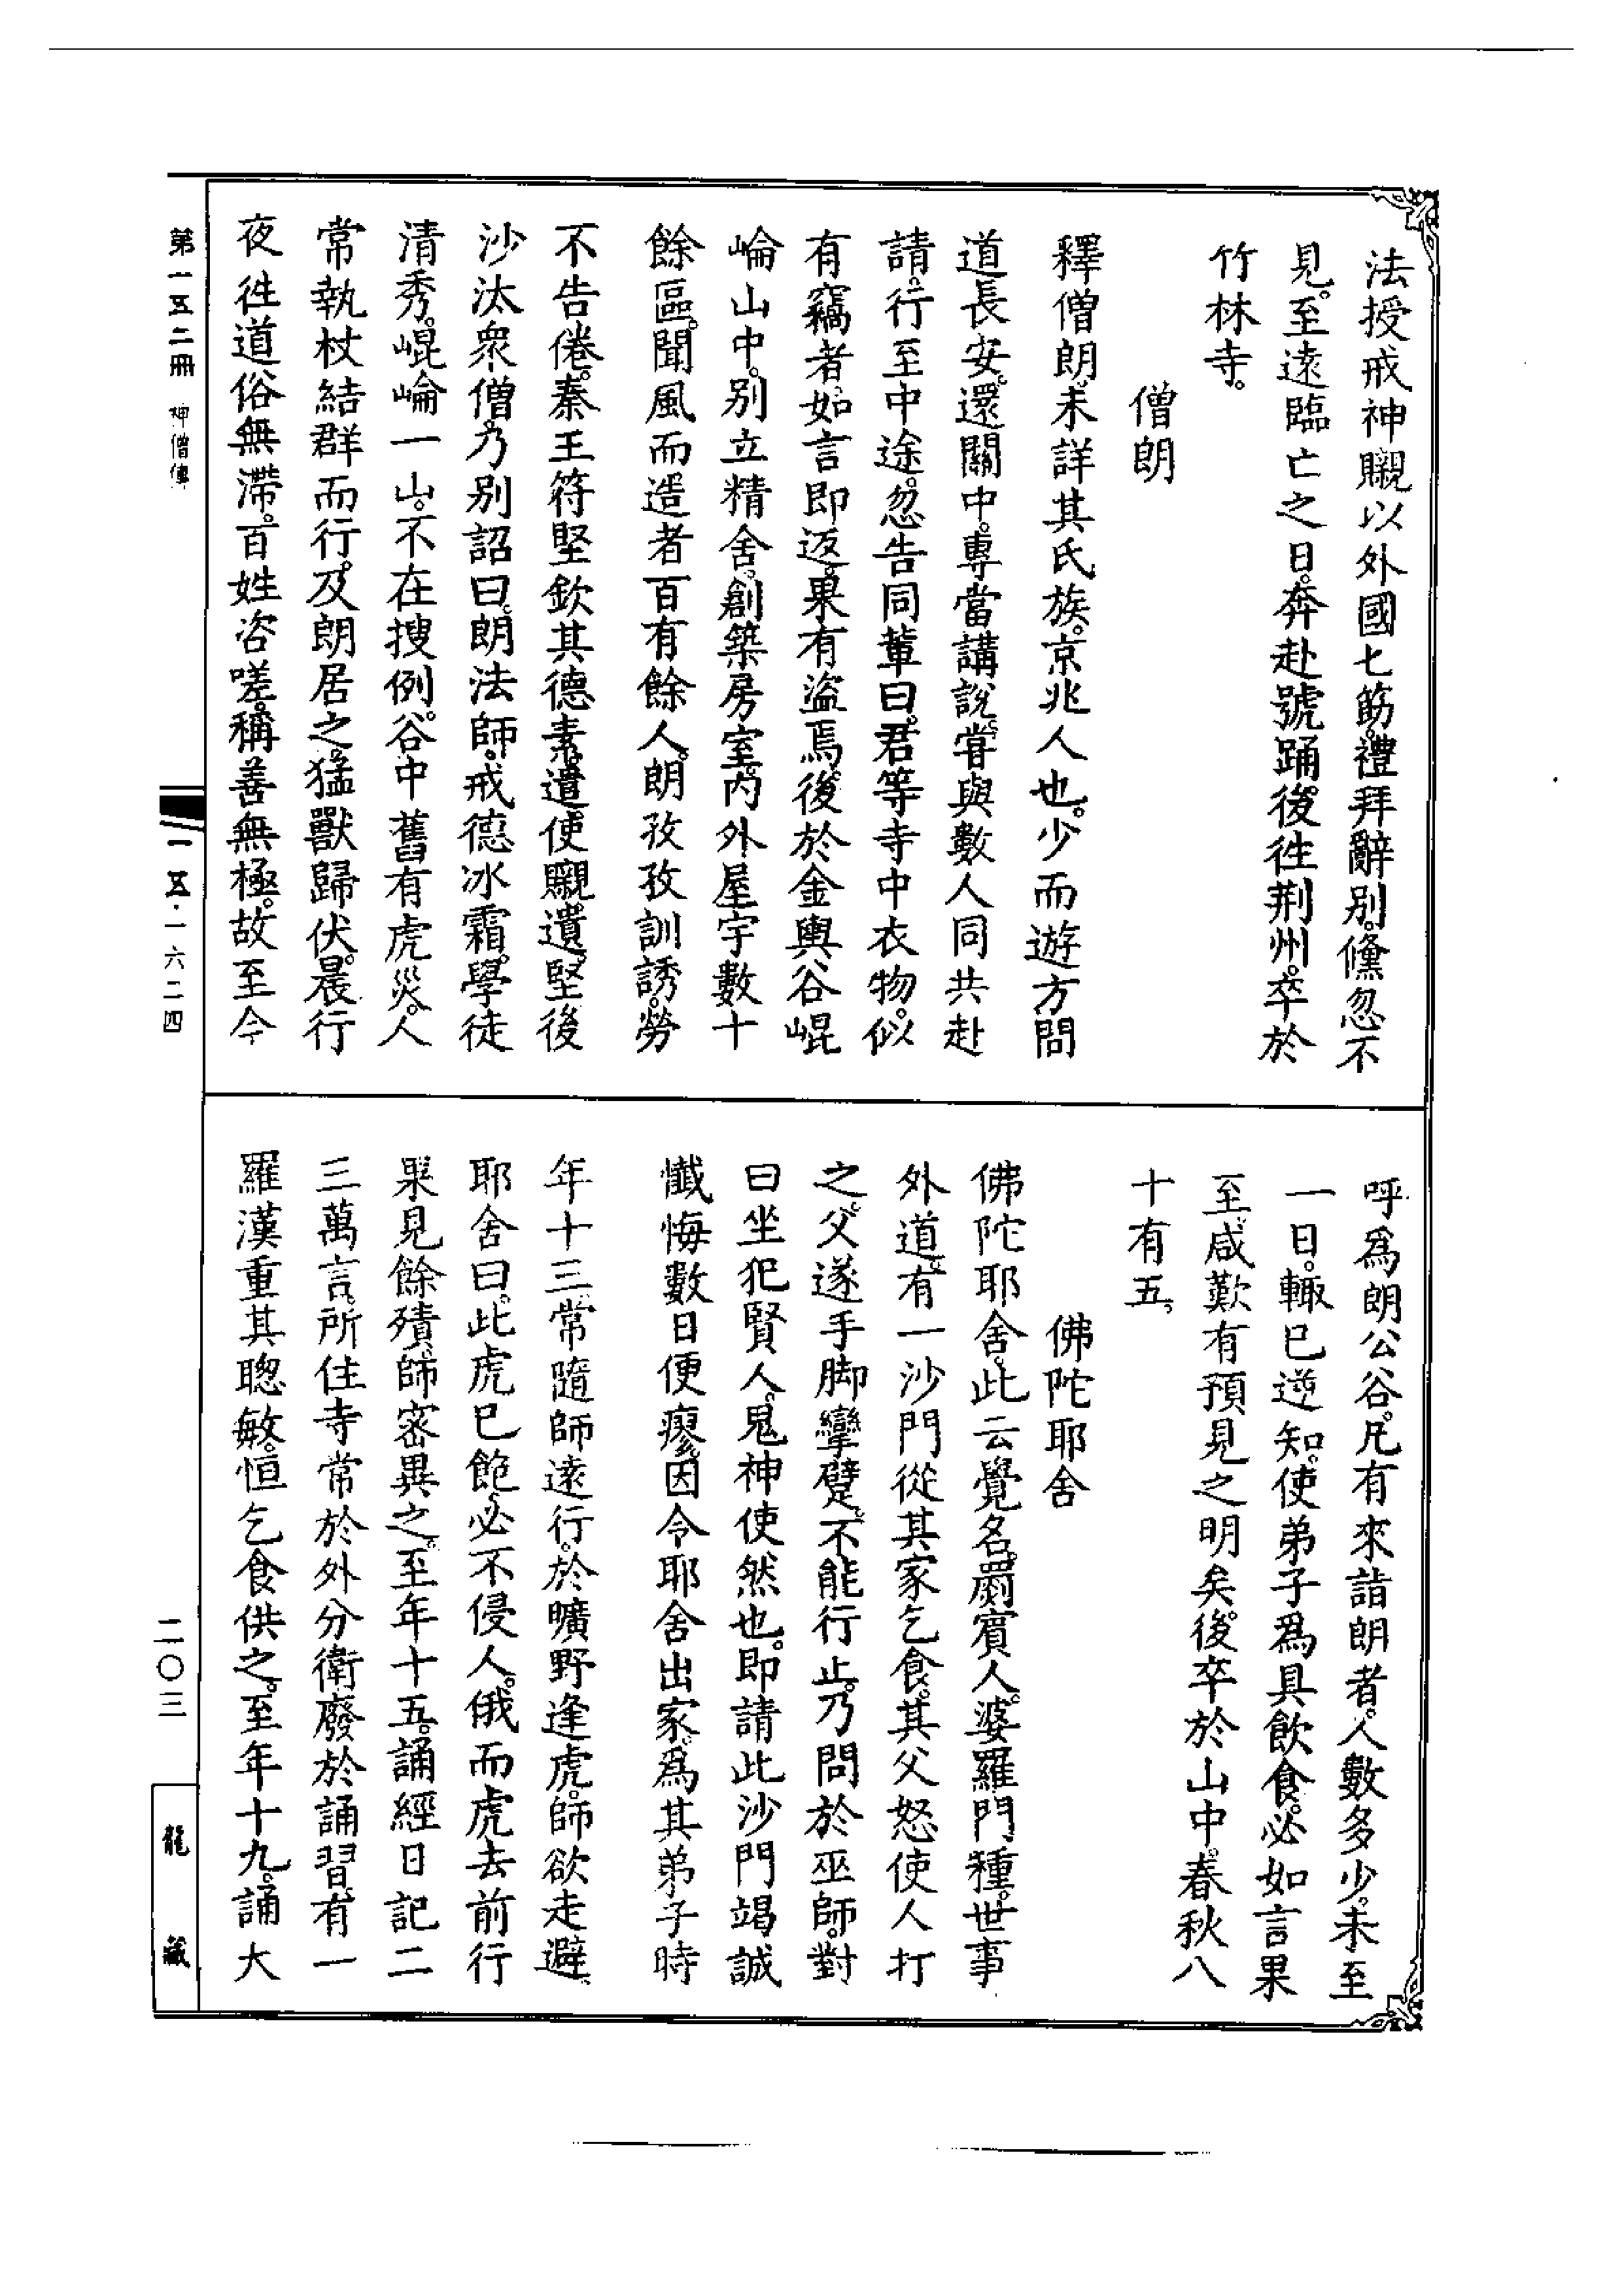 法授戒神贐以外國七筯。禮拜辭別。儵忽不
見。至遠臨亡之日。奔赴號踊。後徃荆州。卒於
竹林寺。
僧朗
釋僧朗。未詳其氏族。京兆人也。少而遊方問
道長安。還關中。專當講說。甞與數人同共赴
請。行至中途。忽告同輩曰。君等寺中衣物。似
有竊者。如言即返。果有盜焉。後於金輿谷崐
崘山中。別立精舍。創築房室。內外屋宇數十
餘區。聞風而造者百有餘人。朗孜孜訓誘。勞
不告倦。秦王符堅欽其德素。遣使贐遺。堅後
沙汰衆僧。乃別詔曰。朗法師。戒德冰霜。學徒
清秀。崐崘一山。不在搜例。谷中舊有虎災。人
常執杖結群而行。及朗居之。猛獸歸伏。晨行
夜徃道俗無滯。百姓咨嗟。稱善無極。故至今
呼爲朗公谷。凡有來詣朗者。人數多少。未至
一日。輙已逆知。使弟子爲具飲食。必如言果
至。咸歎有預見之明矣。後卒於山中。春秋八
十有五。
佛陀耶舍
佛陀耶舍。此云覺名。罽賓人。婆羅門種。世事
外道。有一沙門從其家乞食。其父怒使人打
之。父遂手脚攣躄。不能行止。乃問於巫師。對
曰坐犯賢人。鬼神使然也。即請此沙門竭誠
懺悔數日便瘳。因令耶舍出家。爲其弟子時
年十三。常隨師遠行。於曠野逢虎。師欲走避。
耶舍曰。此虎已飽。必不侵人。俄而虎去前行
果見餘殨。師密異之。至年十五。誦經日記二
三萬言。所住寺常於外分衛廢於誦習。有一
羅漢重其聰敏。恒乞食供之。至年十九。誦大
第一五二冊 神僧傳
一五·一六二四
二〇三
龍藏